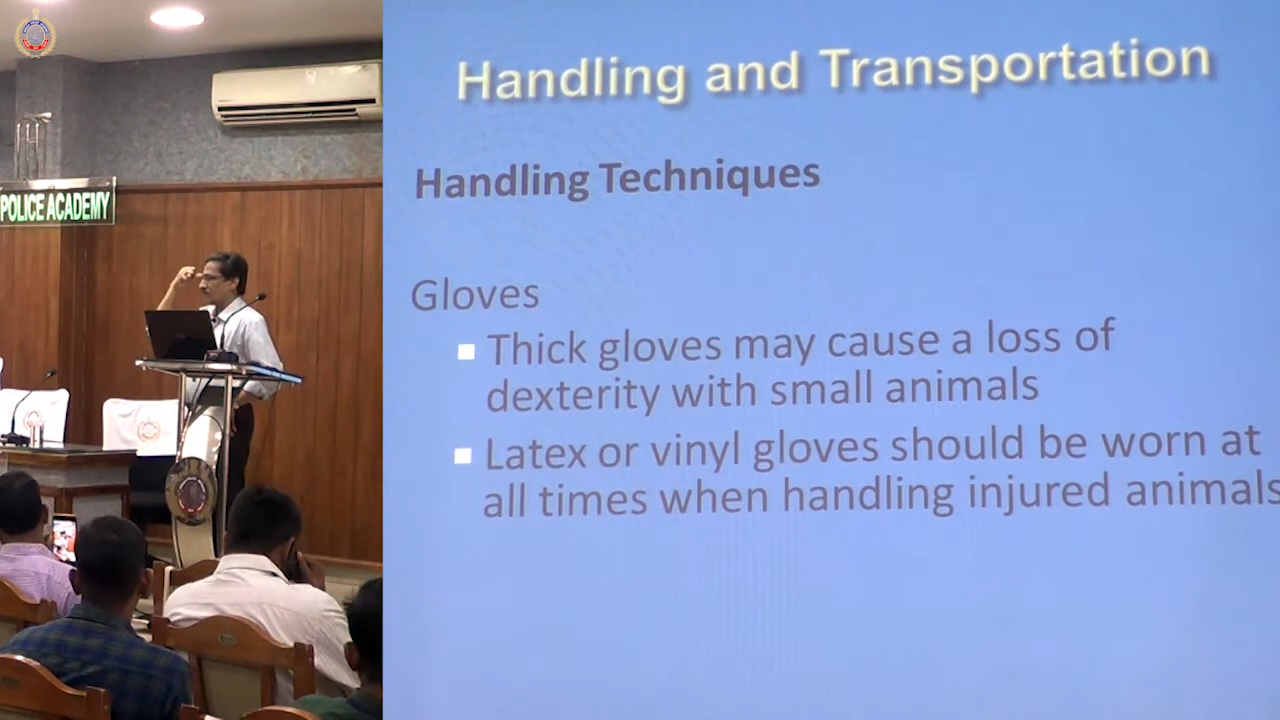 POLICE ACADEMY
Handling and Transportation
Handling Techniques
Gloves
Thick gloves may cause a loss of
dexterity with small animals
Latex or vinyl gloves should be worn at
all times when handling injured animals